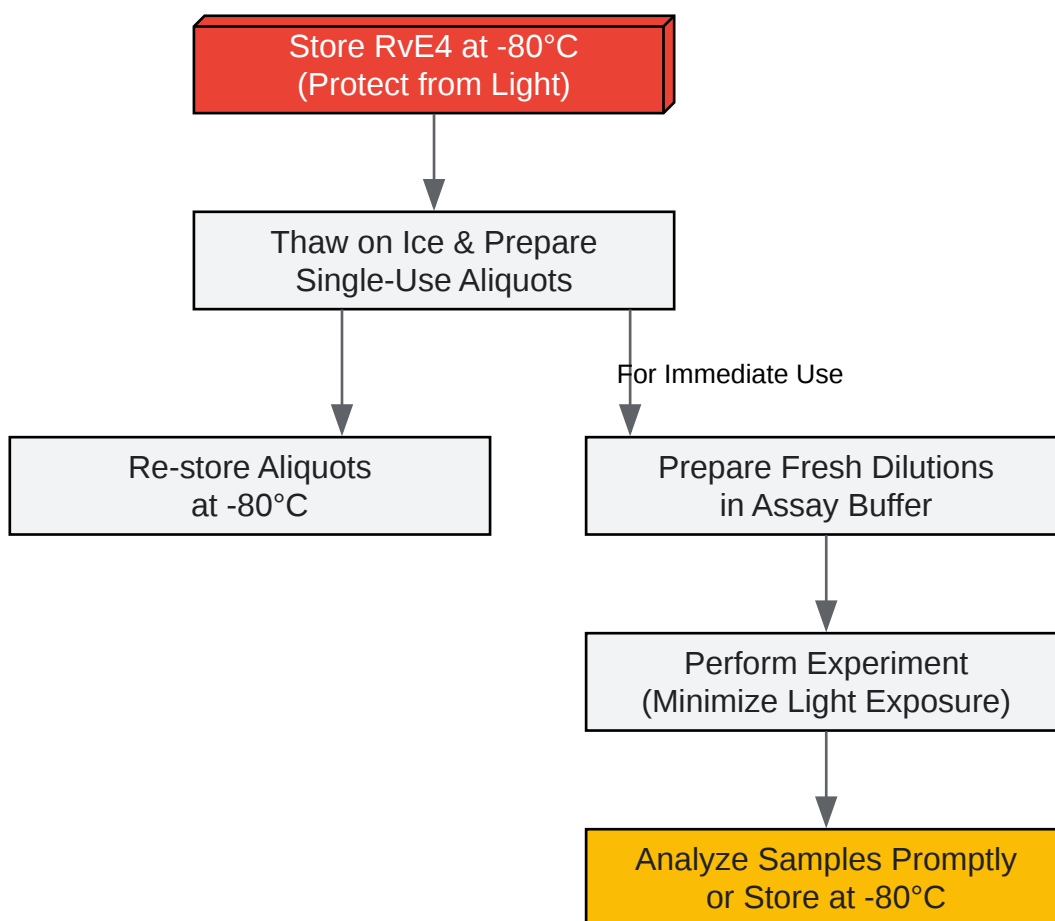 Store RvE4 at -80°C
(Protect from Light)
Thaw on Ice & Prepare
Single-Use Aliquots
For Immediate Use
Re-store Aliquots
at -80°C
Prepare Fresh Dilutions
in Assay Buffer
Perform Experiment
(Minimize Light Exposure)
Analyze Samples Promptly
or Store at -80°C